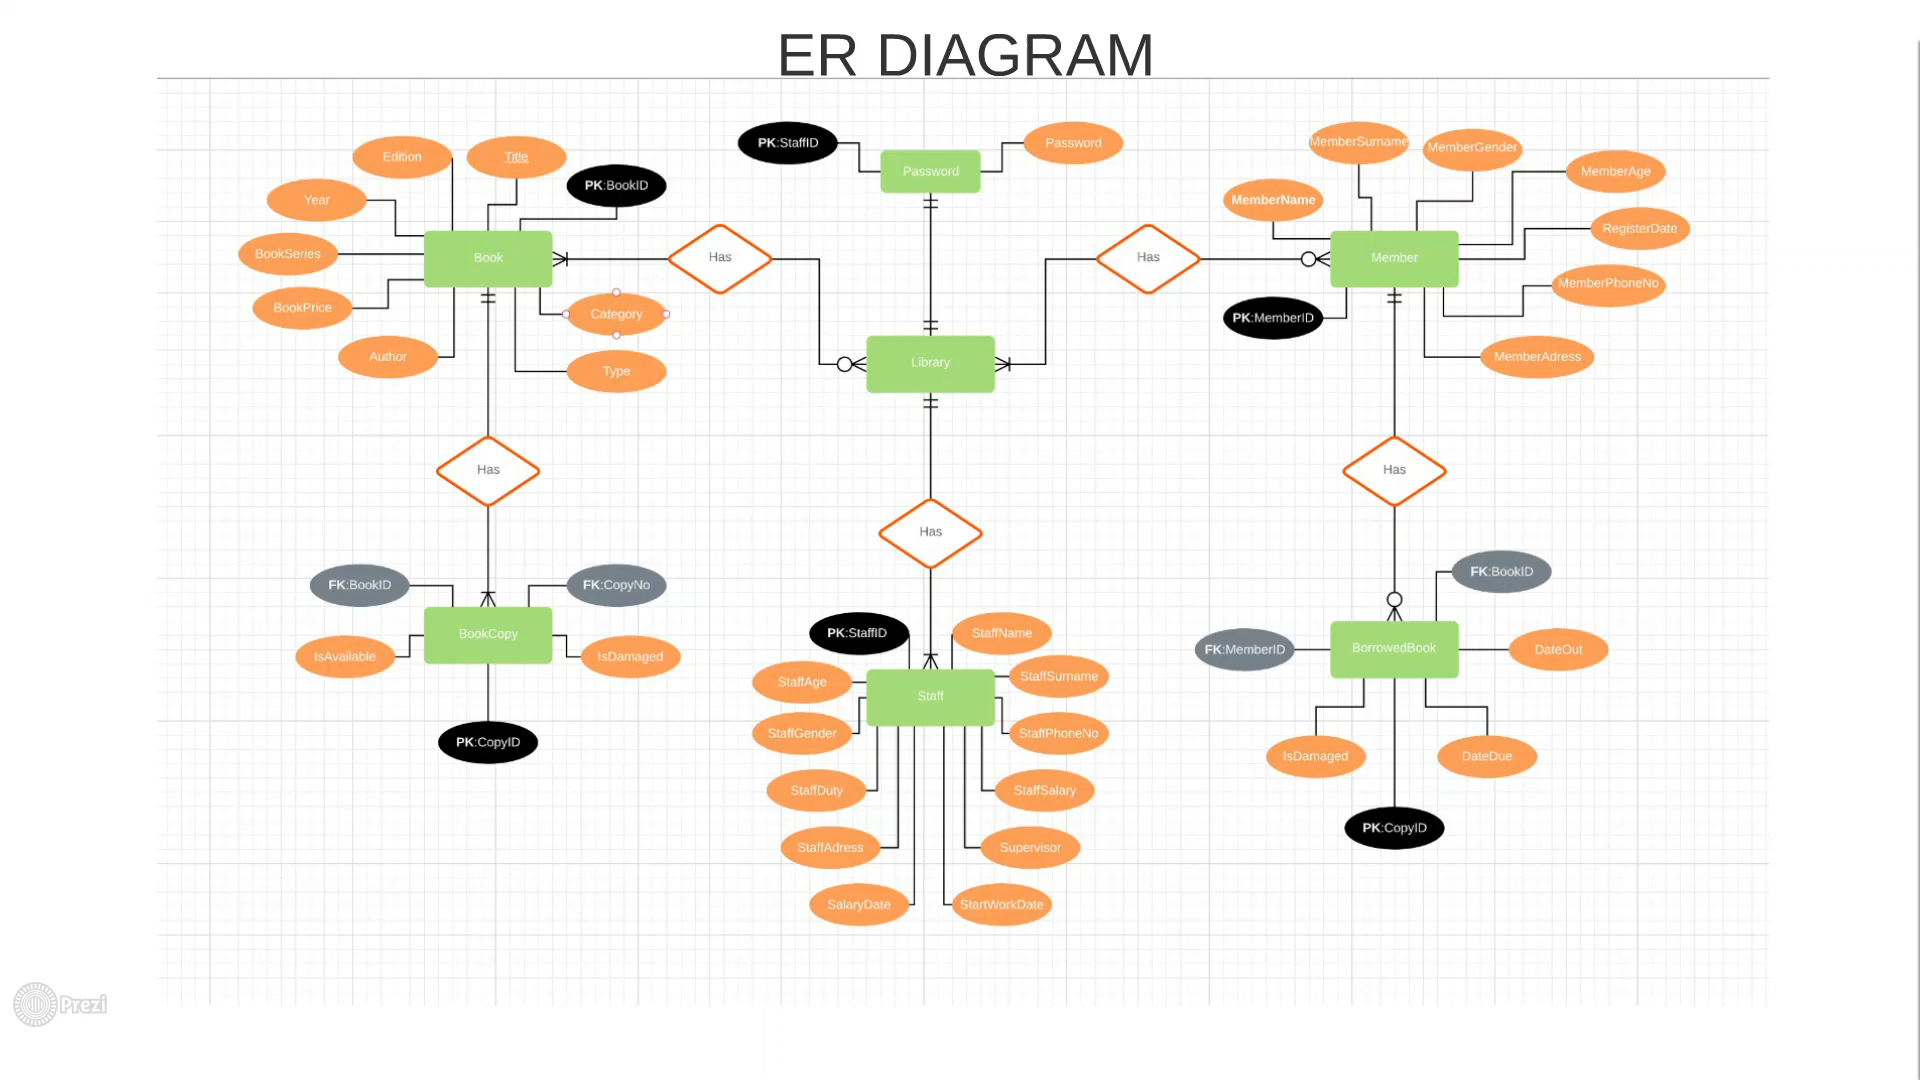 ER DIAGRAM
Edition
Title
PK:BookID
Year
BookSeries
BookPrice
Author
Book
Category
Type
Has
PK:StaffID
Password
Password
Library
Has
MemberSurname
MemberGender
MemberAge
MemberName
RegisterDate
Member
MemberPhoneNo
PK:MemberID
MemberAdress
Has
Has
Has
FK:BookID
FK:CopyNo
BookCopy
IsAvailable
IsDamaged
PK:CopyID
PK:StaffID
StaffName
StaffAge
StaffSurname
Staff
StaffGender
StaffPhoneNo
StaffDuty
StaffSalary
StaffAdress
Supervisor
SalaryDate
StartWorkDate
FK:BookID
FK:MemberID
BorrowedBook
DateOut
IsDamaged
DateDue
PK:CopyID
Prezi